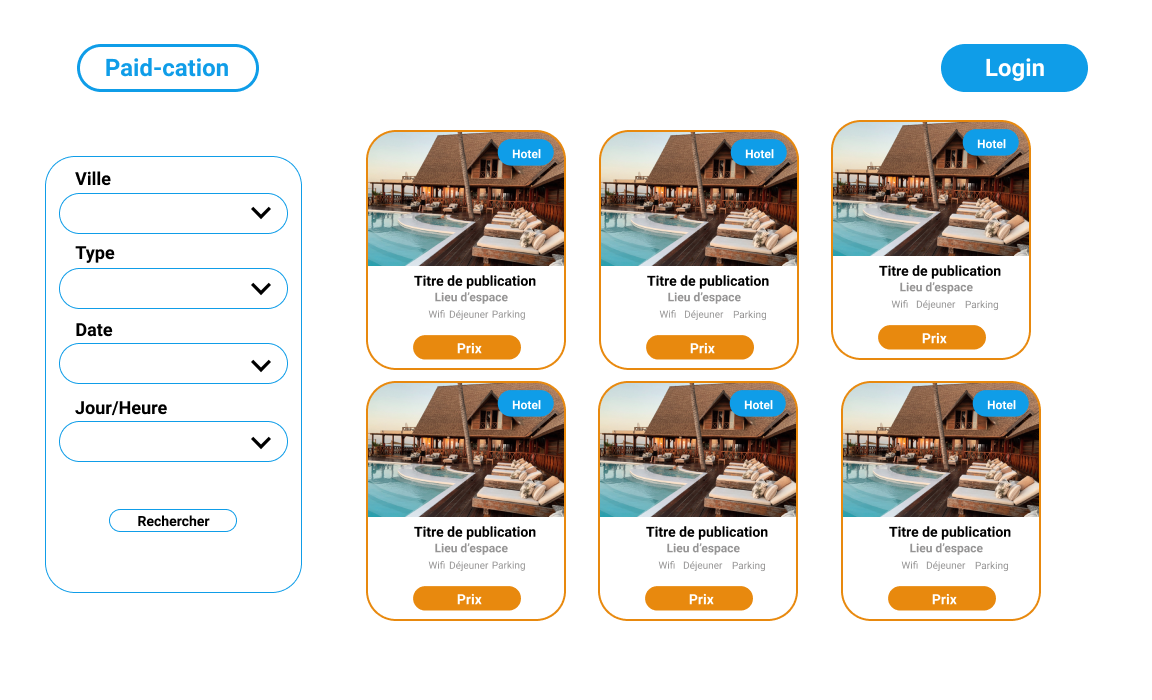 Paid-cation
Login
Ville
Type
Date
Jour/Heure
Rechercher
Hotel
Titre de publication
Lieu d'espace
Wifi Déjeuner Parking
Prix
Hotel
Titre de publication
Lieu d'espace
Wifi Déjeuner Parking
Prix
Hotel
Titre de publication
Lieu d'espace
Wifi Déjeuner Parking
Prix
Hotel
Titre de publication
Lieu d'espace
Wifi Déjeuner Parking
Prix
Hotel
Titre de publication
Lieu d'espace
Wifi Déjeuner Parking
Prix
Hotel
Titre de publication
Lieu d'espace
Wifi Déjeuner Parking
Prix